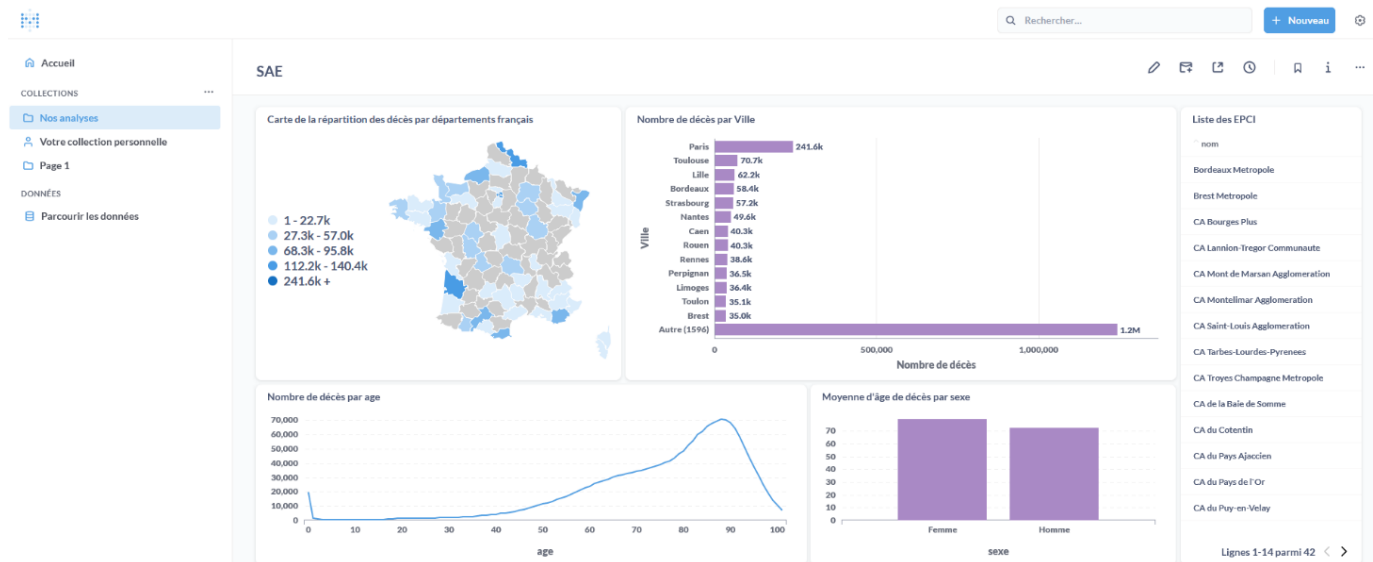 Rechercher...
+ Nouveau
Accueil
COLLECTIONS
...
Nos analyses
Votre collection personnelle
Page 1
DONNÉES
Parcourir les données
SAE
Carte de la répartition des décès par départements français
1 - 22.7k
27.3k - 57.0k
68.3k - 95.8k
112.2k - 140.4k
241.6k +
Nombre de décès par Ville
Ville
Paris 241.6k
Toulouse 70.7k
Lille 62.2k
Bordeaux 58.4k
Strasbourg 57.2k
Nantes 49.6k
Caen 40.3k
Rouen 40.3k
Rennes 38.6k
Perpignan 36.5k
Limoges 36.4k
Toulon 35.1k
Brest 35.0k
Autre (1596) 1.2M
0 500,000 1,000,000
Nombre de décès
Liste des EPCI
nom
Bordeaux Metropole
Brest Metropole
CA Bourges Plus
CA Lannion-Tregor Communaute
CA Mont de Marsan Agglomeration
CA Montelimar Agglomeration
CA Saint-Louis Agglomeration
CA Tarbes-Lourdes-Pyrenees
CA Troyes Champagne Metropole
CA de la Baie de Somme
CA du Cotentin
CA du Pays Ajaccien
CA du Pays de l'Or
CA du Puy-en-Velay
Lignes 1-14 parmi 42
Nombre de décès par age
70,000
60,000
50,000
40,000
30,000
20,000
10,000
0
0 10 20 30 40 50 60 70 80 90 100
age
Moyenne d'âge de décès par sexe
70
60
50
40
30
20
10
0
Femme Homme
sexe